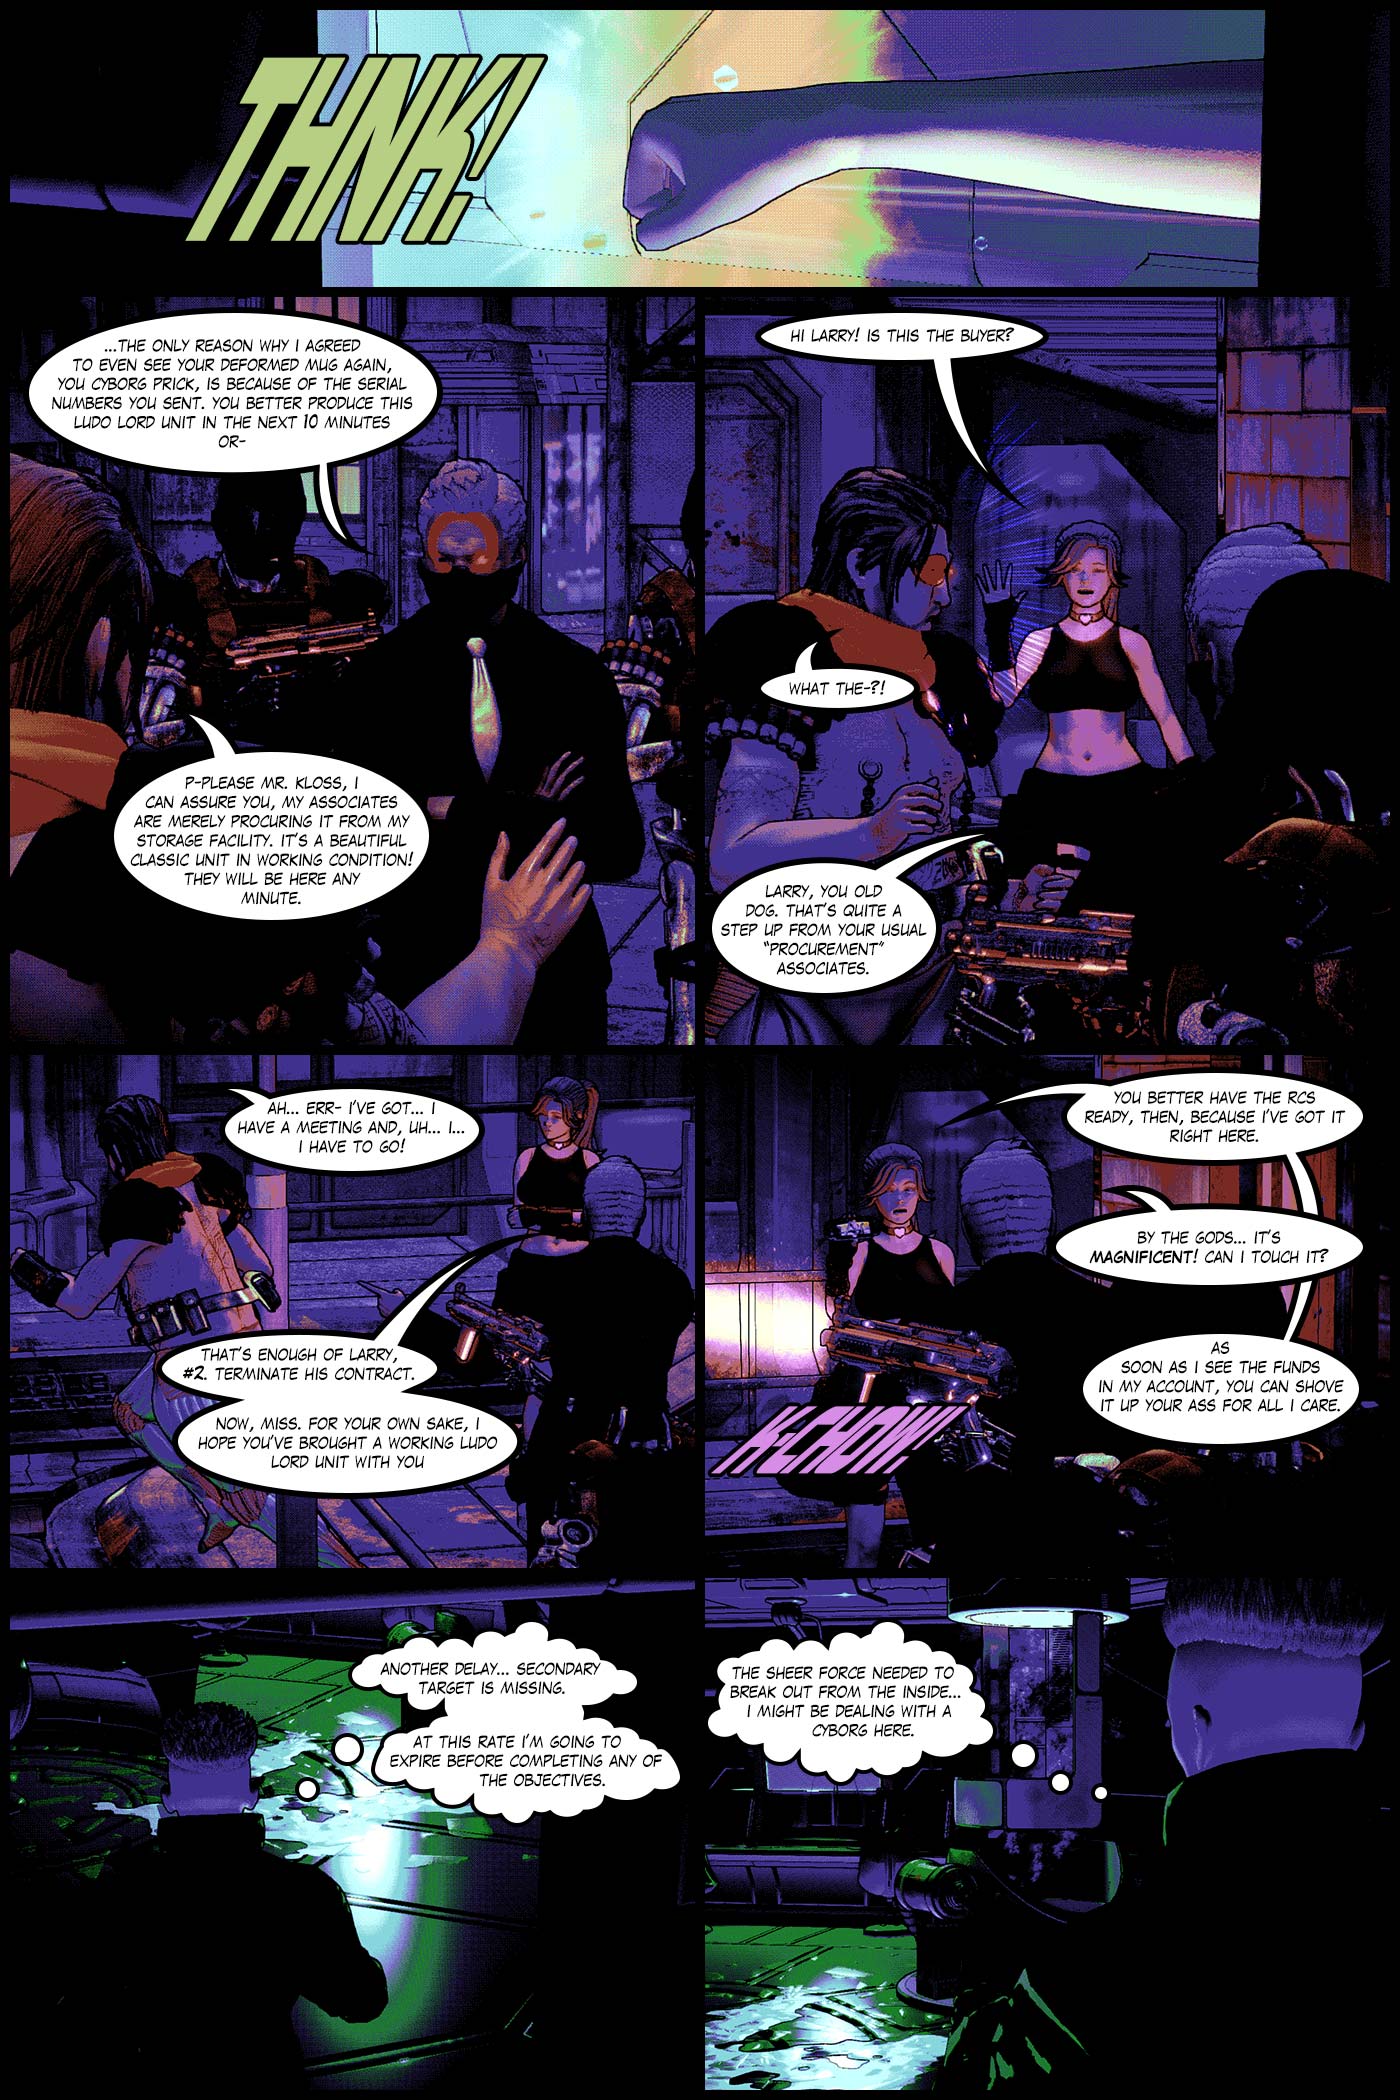 THNK!
...THE ONLY REASON WHY I AGREED
TO EVEN SEE YOUR DEFORMED MUG AGAIN,
YOU CYBORG PRICK, IS BECAUSE OF THE SERIAL
NUMBERS YOU SENT. YOU BETTER PRODUCE THIS
LUDO LORD UNIT IN THE NEXT 10 MINUTES
OR-
P-PLEASE MR. KLOSS, I
CAN ASSURE YOU, MY ASSOCIATES
ARE MERELY PROCURING IT FROM MY
STORAGE FACILITY. IT'S A BEAUTIFUL
CLASSIC UNIT IN WORKING CONDITION!
THEY WILL BE HERE ANY
MINUTE.
HI LARRY! IS THIS THE BUYER?
WHAT THE-?!
LARRY, YOU OLD
DOG. THAT'S QUITE A
STEP UP FROM YOUR USUAL
"PROCUREMENT"
ASSOCIATES.
AH... ERR- I'VE GOT... I
HAVE A MEETING AND, UH... I...
I HAVE TO GO!
THAT'S ENOUGH OF LARRY,
#2. TERMINATE HIS CONTRACT.
NOW, MISS. FOR YOUR OWN SAKE, I
HOPE YOU'VE BROUGHT A WORKING LUDO
LORD UNIT WITH YOU
YOU BETTER HAVE THE RCS
READY, THEN, BECAUSE I'VE GOT IT
RIGHT HERE.
BY THE GODS... IT'S
MAGNIFICENT! CAN I TOUCH IT?
AS
SOON AS I SEE THE FUNDS
IN MY ACCOUNT, YOU CAN SHOVE
IT UP YOUR ASS FOR ALL I CARE.
K-CHOW!
ANOTHER DELAY... SECONDARY
TARGET IS MISSING.
AT THIS RATE I'M GOING TO
EXPIRE BEFORE COMPLETING ANY OF
THE OBJECTIVES.
THE SHEER FORCE NEEDED TO
BREAK OUT FROM THE INSIDE...
I MIGHT BE DEALING WITH A
CYBORG HERE.